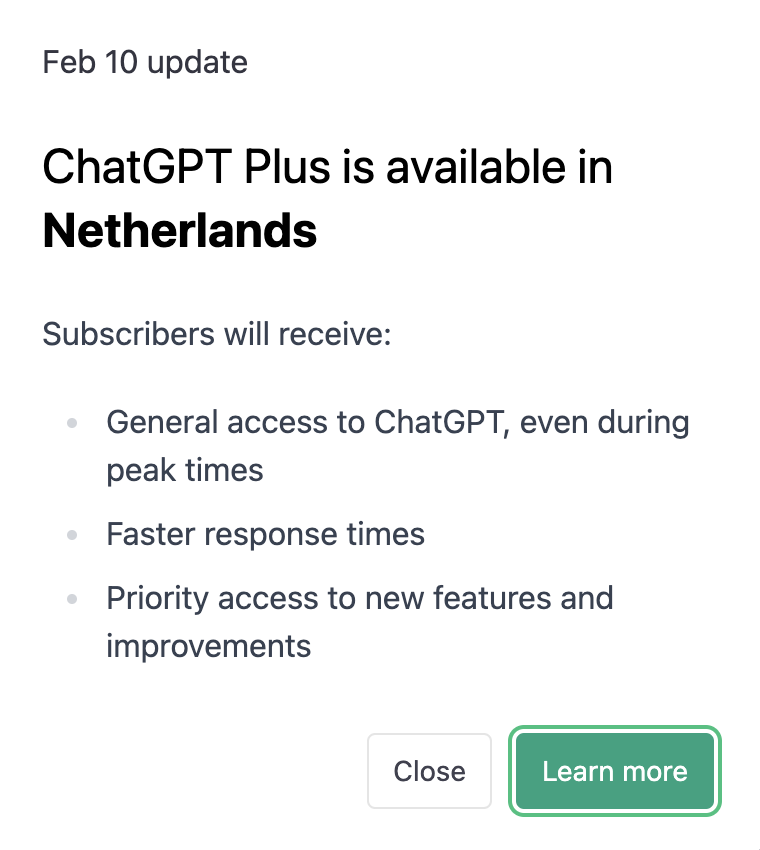 Feb 10 update
ChatGPT Plus is available in
Netherlands
Subscribers will receive:
General access to ChatGPT, even during
peak times
Faster response times
Priority access to new features and
improvements
Close
Learn more